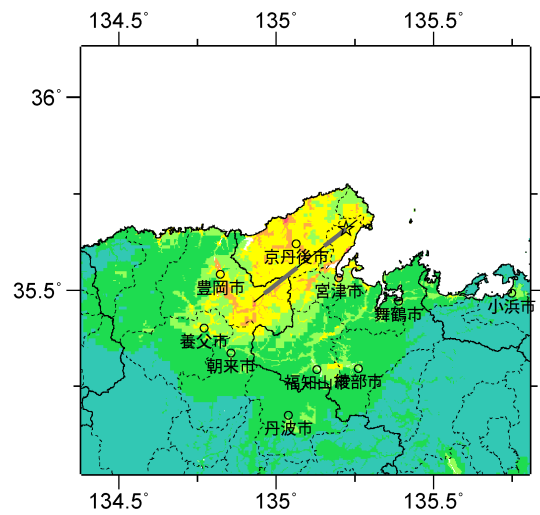 134.5° 135° 135.5°
36°
京丹後市
豊岡市
宮津市
35.5°
舞鶴市
小浜市
養父市
朝来市
福知山市 綾部市
丹波市
134.5° 135° 135.5°